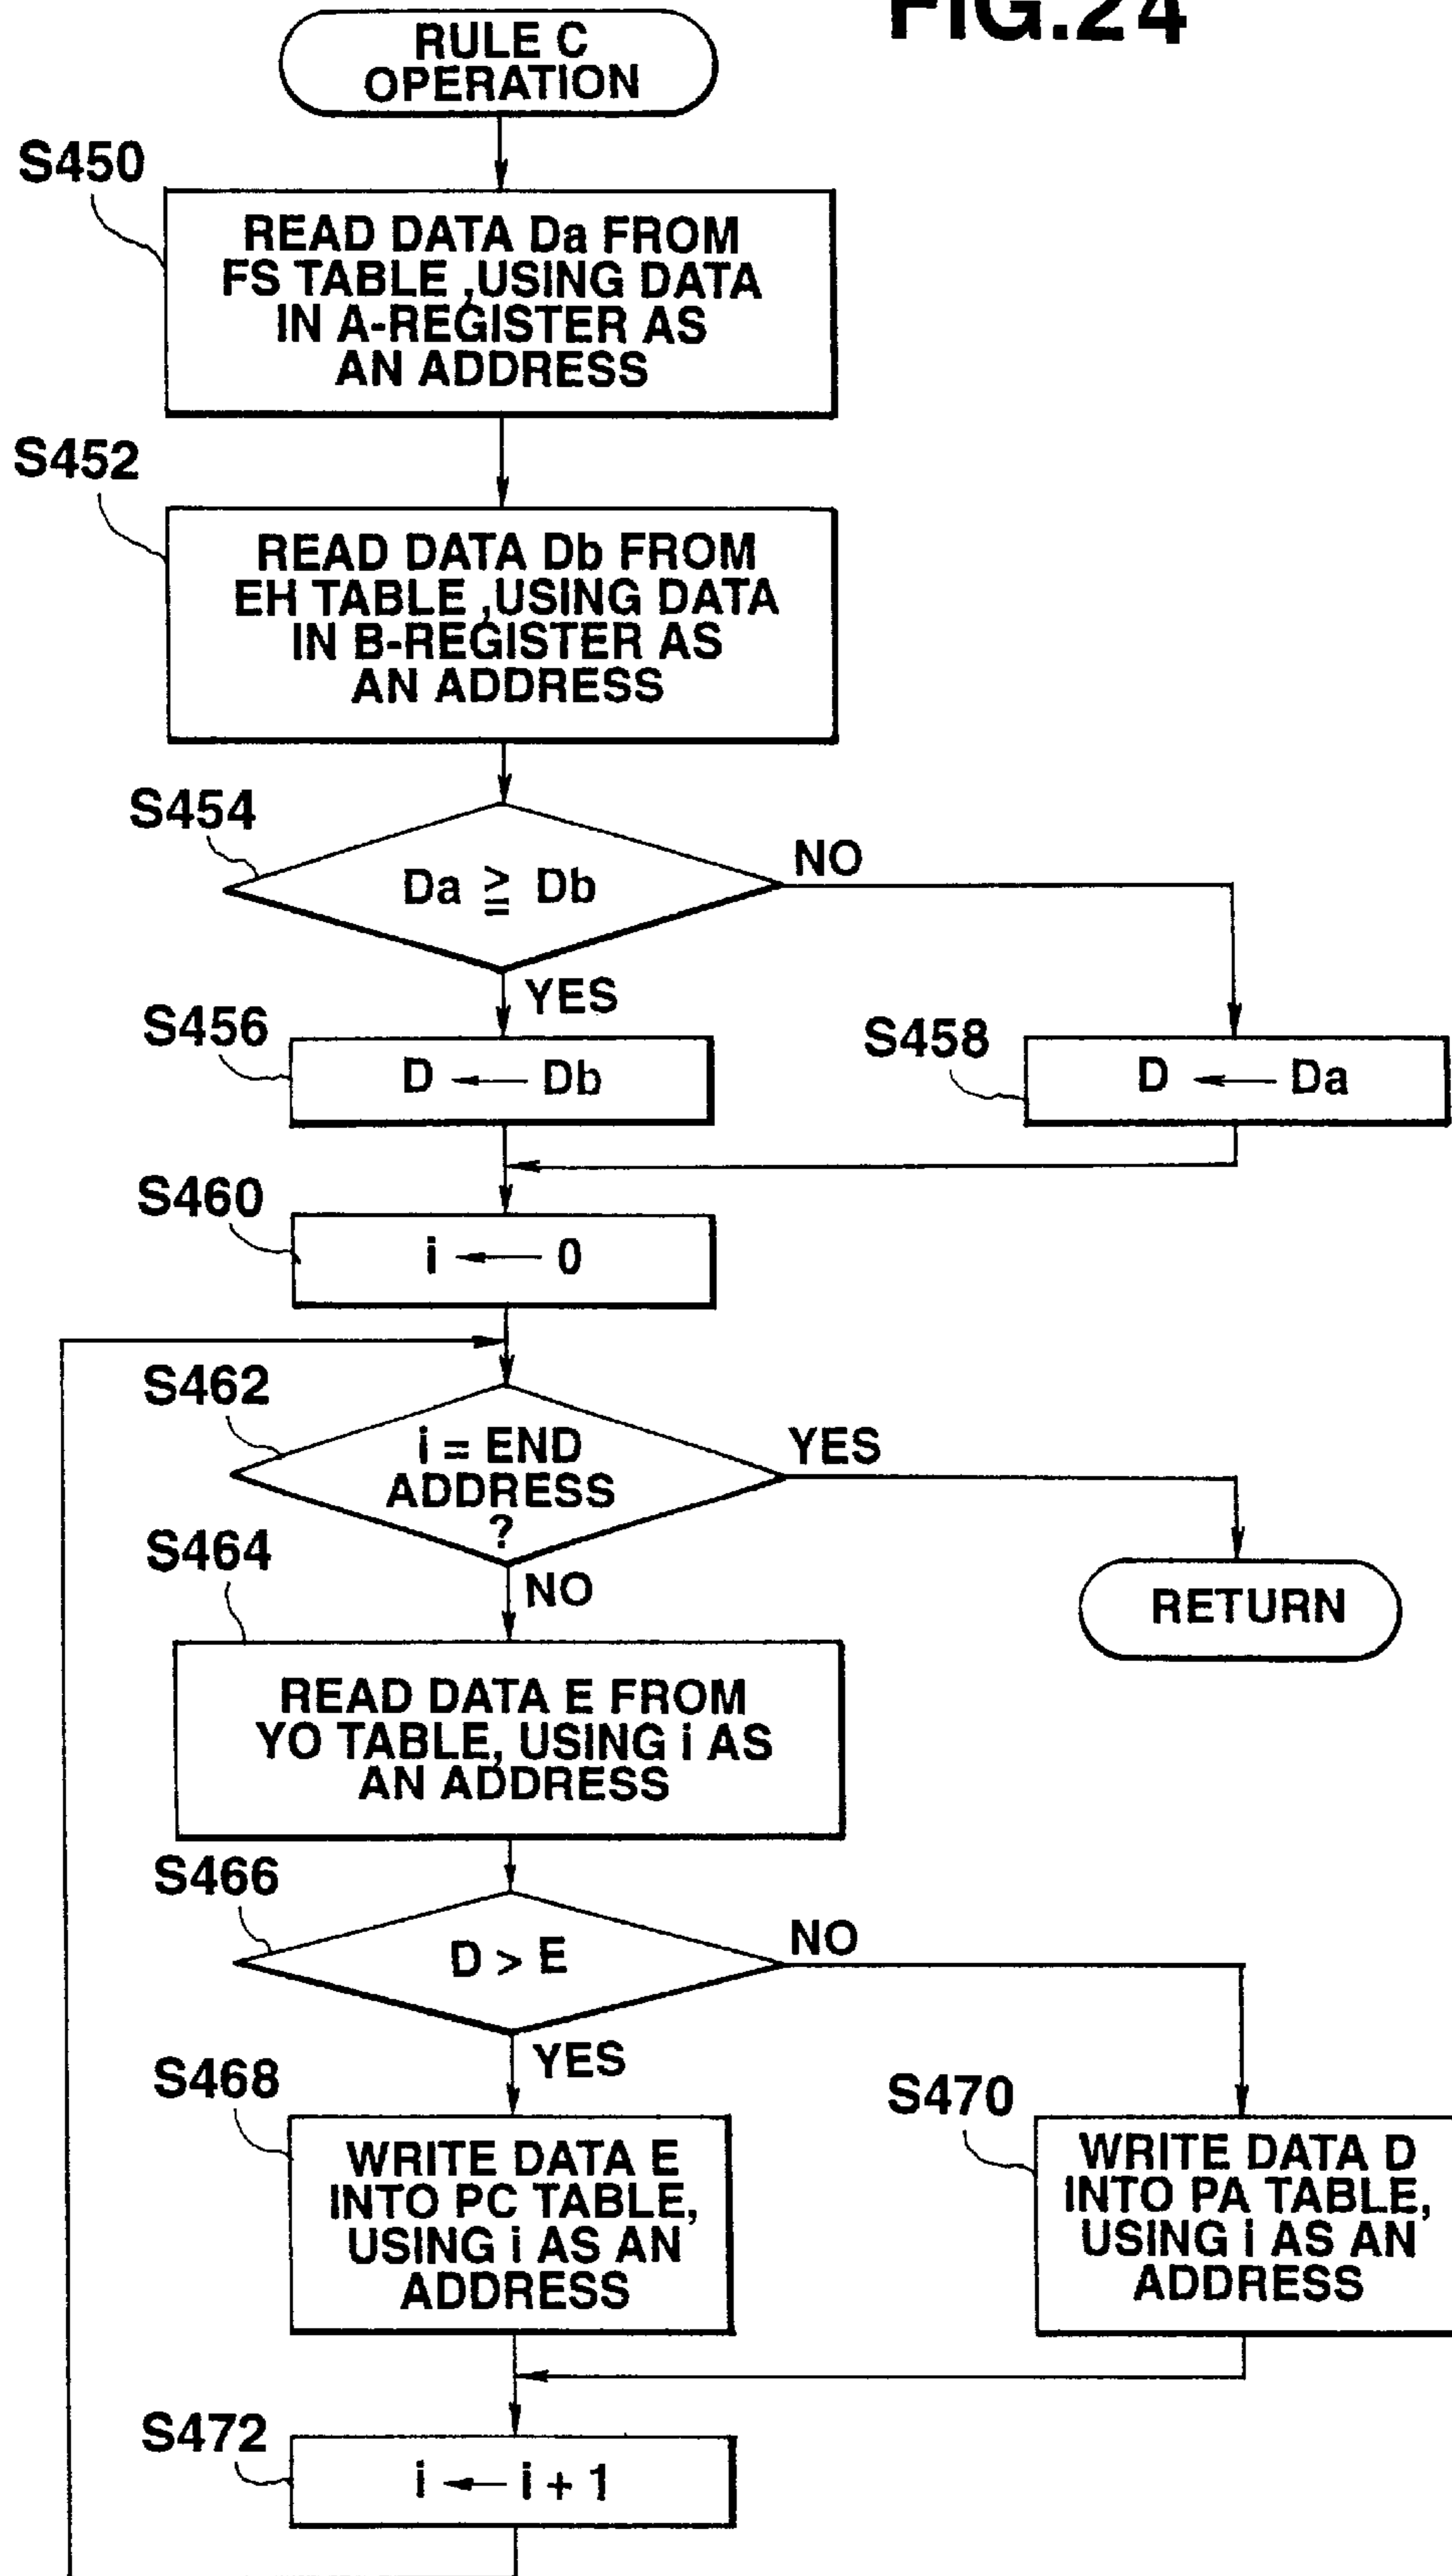 FIG.24
RULE C
OPERATION
S450
READ DATA Da FROM
FS TABLE ,USING DATA
IN A-REGISTER AS
AN ADDRESS
S452
READ DATA Db FROM
EH TABLE ,USING DATA
IN B-REGISTER AS
AN ADDRESS
S454
Da ≧ Db
NO
YES
S456
D ← Db
S458
D ← Da
S460
i ← 0
S462
i = END
ADDRESS
?
YES
NO
RETURN
S464
READ DATA E FROM
YO TABLE, USING i AS
AN ADDRESS
S466
D > E
NO
YES
S468
WRITE DATA E
INTO PC TABLE,
USING i AS AN
ADDRESS
S470
WRITE DATA D
INTO PA TABLE,
USING i AS AN
ADDRESS
S472
i ← i + 1